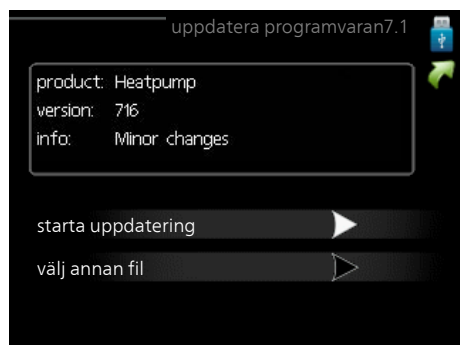 uppdatera programvaran7.1
product: Heatpump
version: 716
info: Minor changes
starta uppdatering
välj annan fil